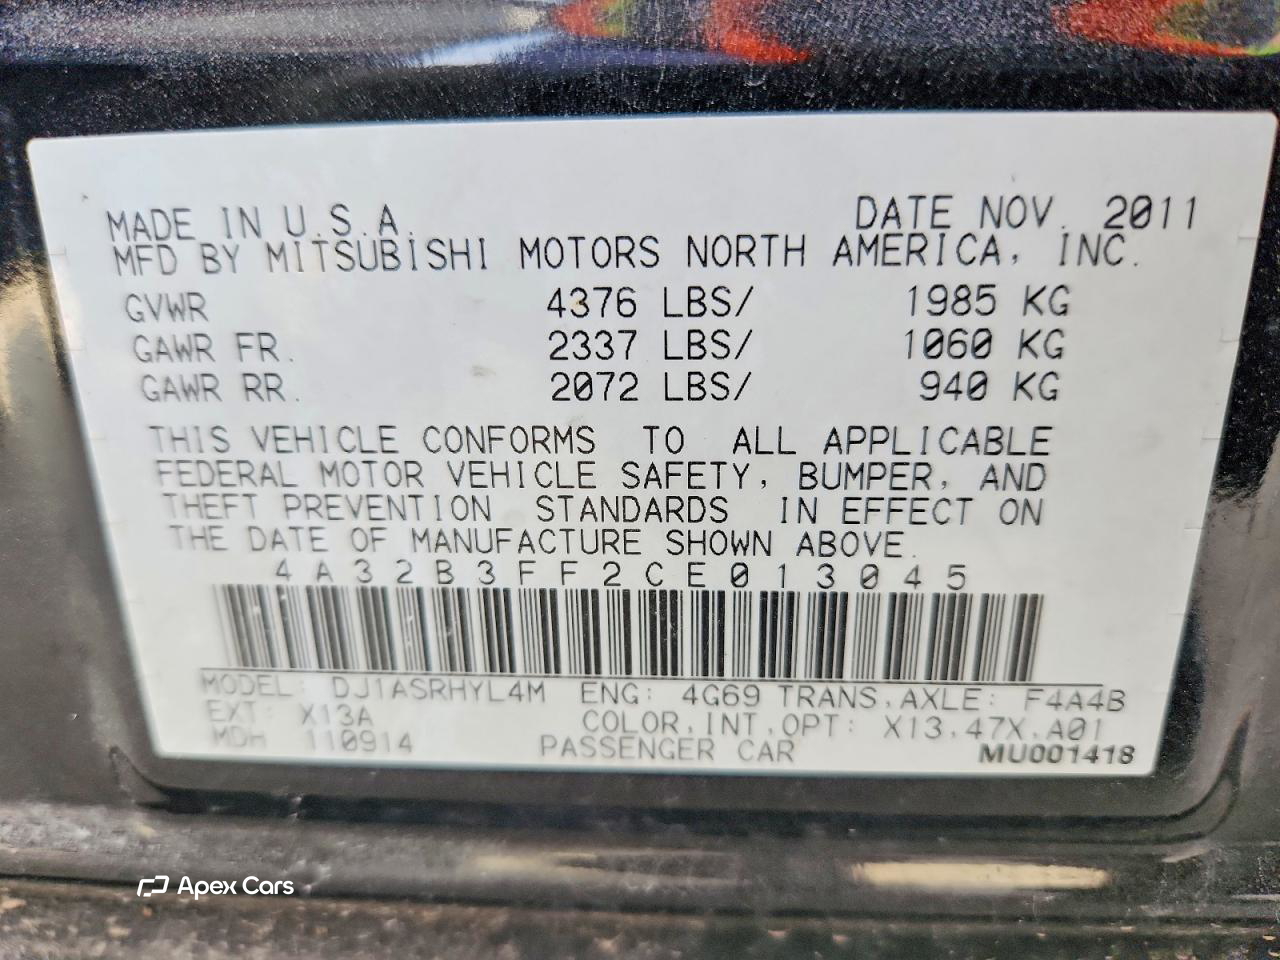 MADE IN U.S.A. DATE NOV. 2011
MFD BY MITSUBISHI MOTORS NORTH AMERICA, INC.
GVWR 4376 LBS/ 1985 KG
GAWR FR. 2337 LBS/ 1060 KG
GAWR RR. 2072 LBS/ 940 KG
THIS VEHICLE CONFORMS TO ALL APPLICABLE
FEDERAL MOTOR VEHICLE SAFETY, BUMPER, AND
THEFT PREVENTION STANDARDS IN EFFECT ON
THE DATE OF MANUFACTURE SHOWN ABOVE.
4A32B3FF2CE013045
MODEL: DJ1ASRHYL4M ENG: 4G69 TRANS,AXLE: F4A4B
EXT: X13A COLOR,INT,OPT: X13,47X,A01
MDH 110914 PASSENGER CAR MU001418
Apex Cars